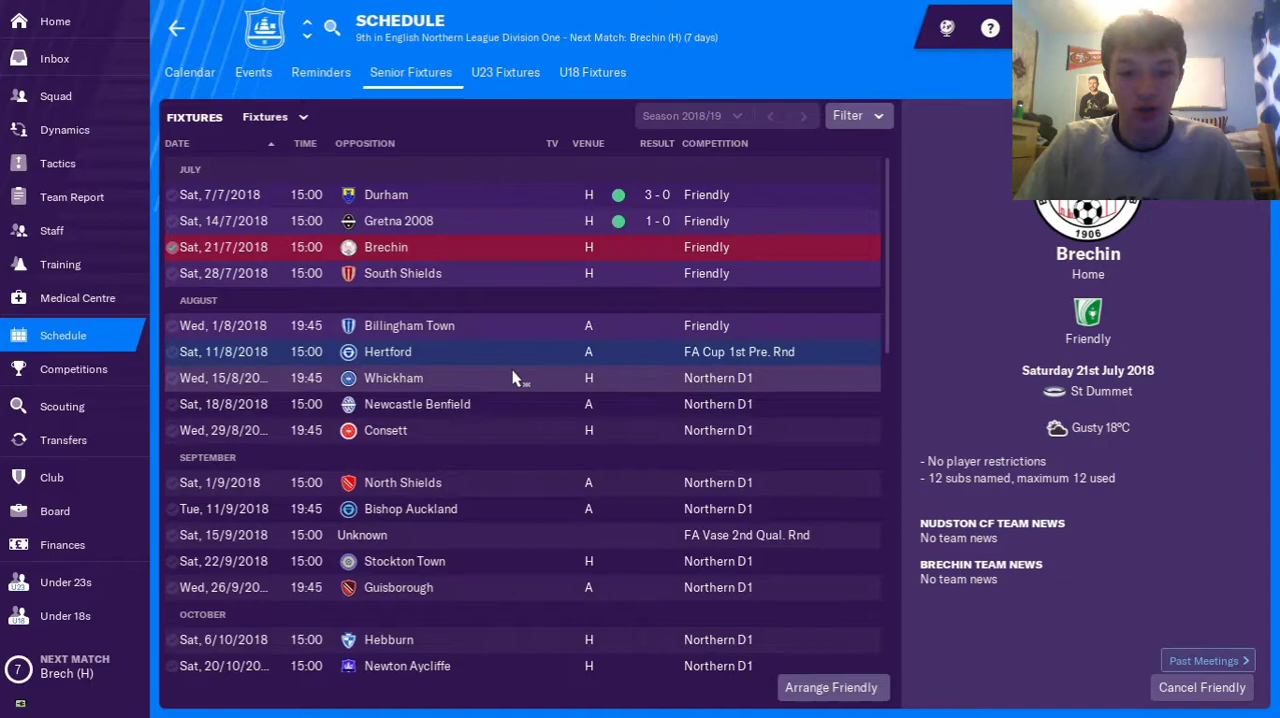 Home
Inbox
Squad
Dynamics
Tactics
Team Report
Staff
Training
Medical Centre
Schedule
Competitions
Scouting
Transfers
Club
Board
Finances
Under 23s
Under 18s
7
NEXT MATCH
Brech (H)
SCHEDULE
9th in English Northern League Division One - Next Match: Brechin (H) (7 days)
?
Calendar Events Reminders Senior Fixtures U23 Fixtures U18 Fixtures
FIXTURES Fixtures Season 2018/19 Filter
DATE TIME OPPOSITION TV VENUE RESULT COMPETITION
JULY
Sat, 7/7/2018 15:00 Durham H 3 - 0 Friendly
Sat, 14/7/2018 15:00 Gretna 2008 H 1 - 0 Friendly
Sat, 21/7/2018 15:00 Brechin H Friendly
Sat, 28/7/2018 15:00 South Shields H Friendly
AUGUST
Wed, 1/8/2018 19:45 Billingham Town A Friendly
Sat, 11/8/2018 15:00 Hertford A FA Cup 1st Pre. Rnd
Wed, 15/8/20... 19:45 Whickham H Northern D1
Sat, 18/8/2018 15:00 Newcastle Benfield A Northern D1
Wed, 29/8/20... 19:45 Consett H Northern D1
SEPTEMBER
Sat, 1/9/2018 15:00 North Shields A Northern D1
Tue, 11/9/2018 19:45 Bishop Auckland A Northern D1
Sat, 15/9/2018 15:00 Unknown FA Vase 2nd Qual. Rnd
Sat, 22/9/2018 15:00 Stockton Town H Northern D1
Wed, 26/9/20... 19:45 Guisborough A Northern D1
OCTOBER
Sat, 6/10/2018 15:00 Hebburn H Northern D1
Sat, 20/10/20... 15:00 Newton Aycliffe H Northern D1
Arrange Friendly
1906
Brechin
Home
Friendly
Saturday 21st July 2018
St Dummet
Gusty 18ºC
- No player restrictions
- 12 subs named, maximum 12 used
NUDSTON CF TEAM NEWS
No team news
BRECHIN TEAM NEWS
No team news
Past Meetings
Cancel Friendly